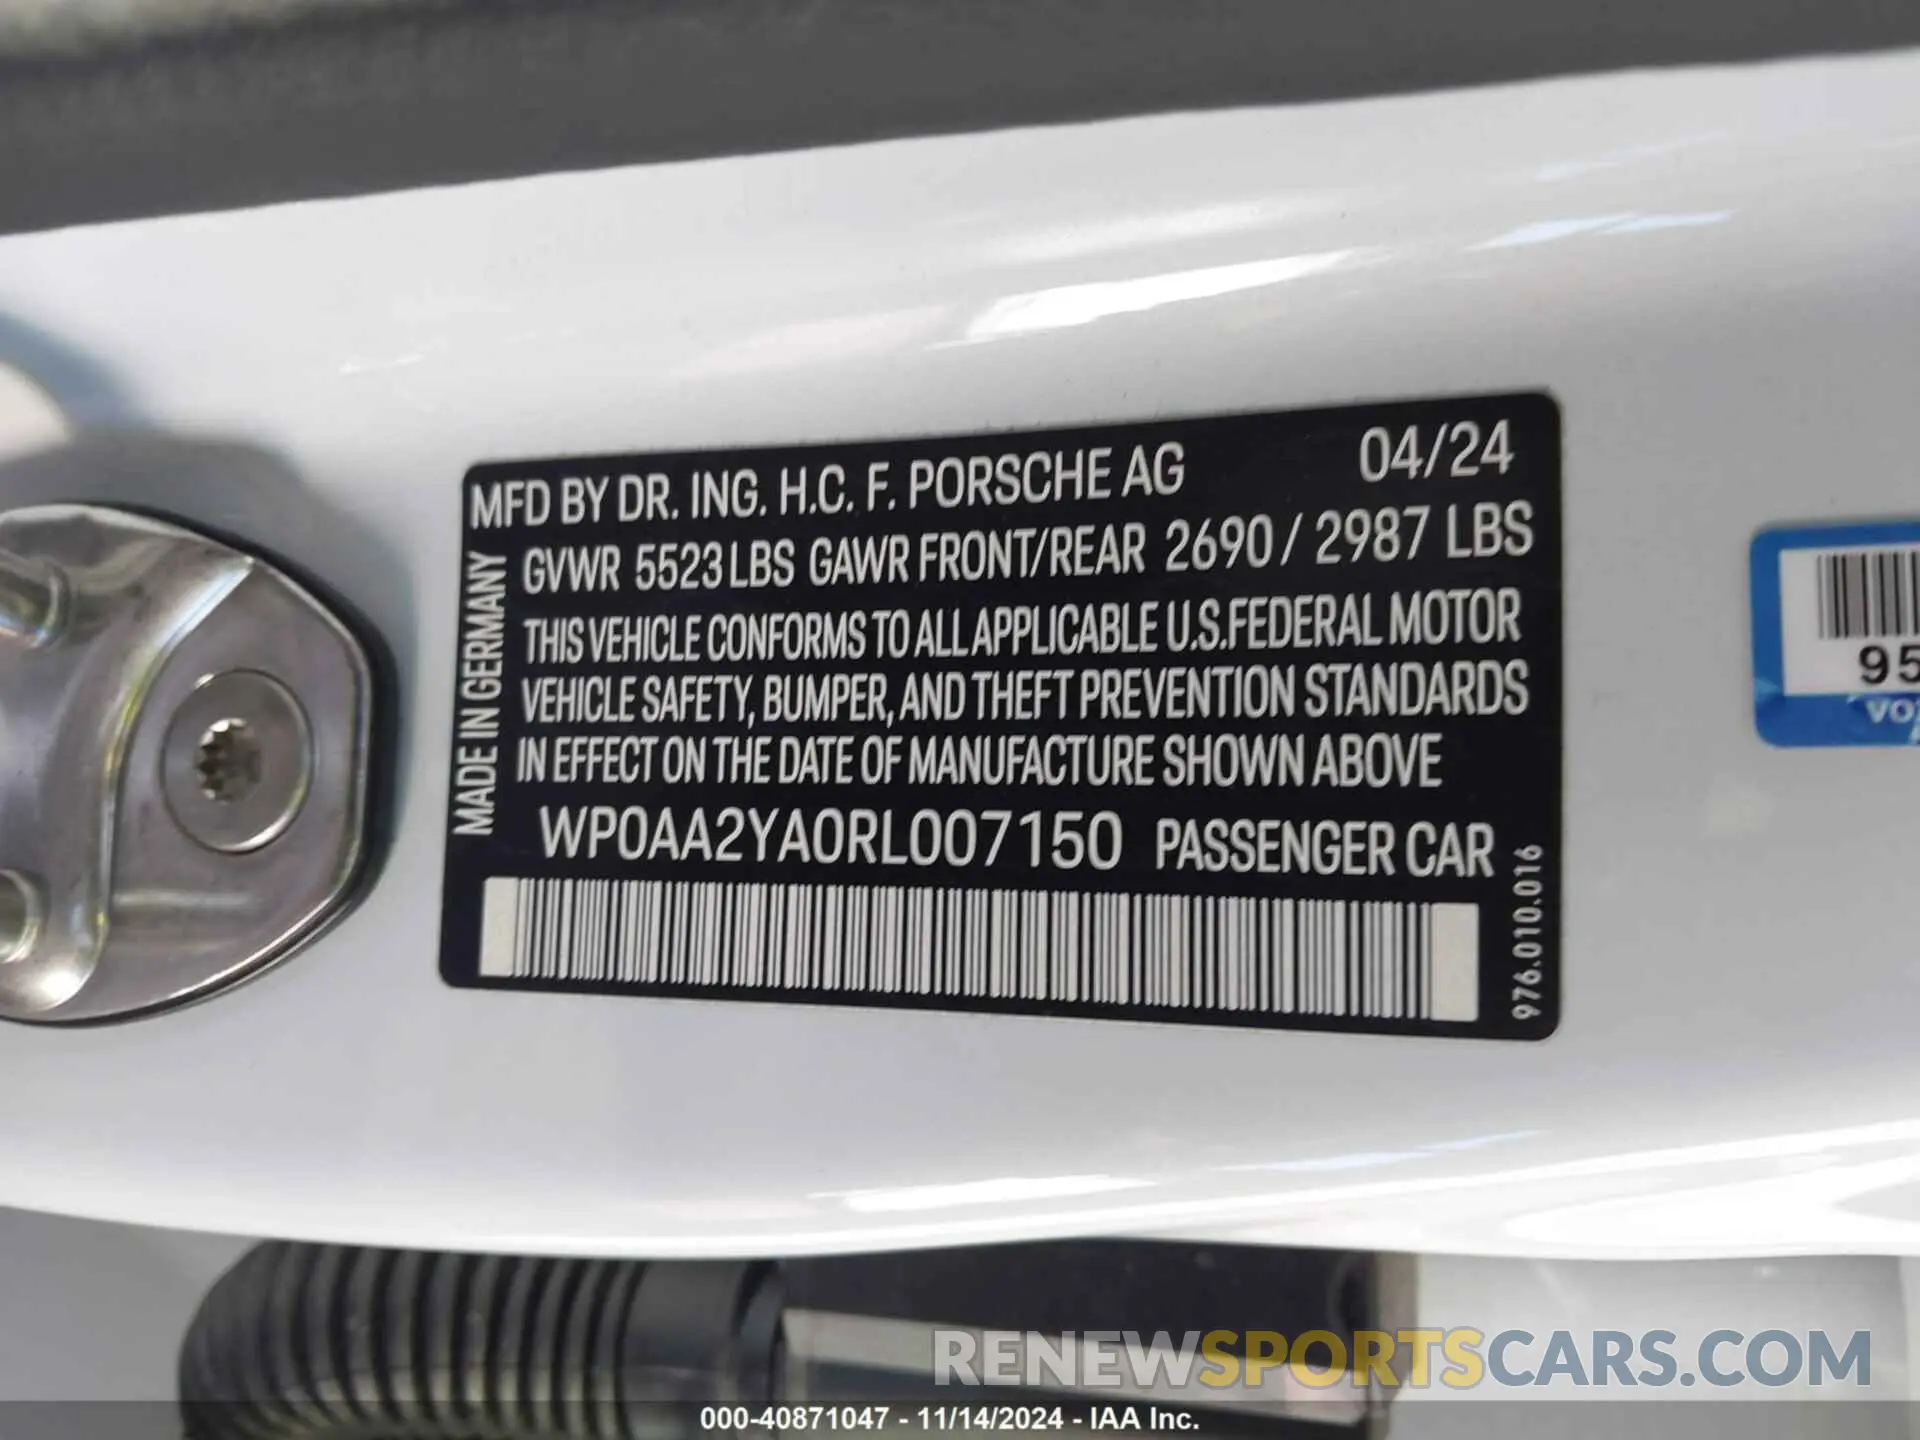 MFD BY DR. ING. H.C. F. PORSCHE AG 04/24
GVWR 5523 LBS GAWR FRONT/REAR 2690 / 2987 LBS
THIS VEHICLE CONFORMS TO ALL APPLICABLE U.S. FEDERAL MOTOR
VEHICLE SAFETY, BUMPER, AND THEFT PREVENTION STANDARDS
IN EFFECT ON THE DATE OF MANUFACTURE SHOWN ABOVE
WP0AA2YA0RL007150 PASSENGER CAR
MADE IN GERMANY
976.010.016
95
RENEWSPORTSCARS.COM
000-40871047 - 11/14/2024 - IAA Inc.